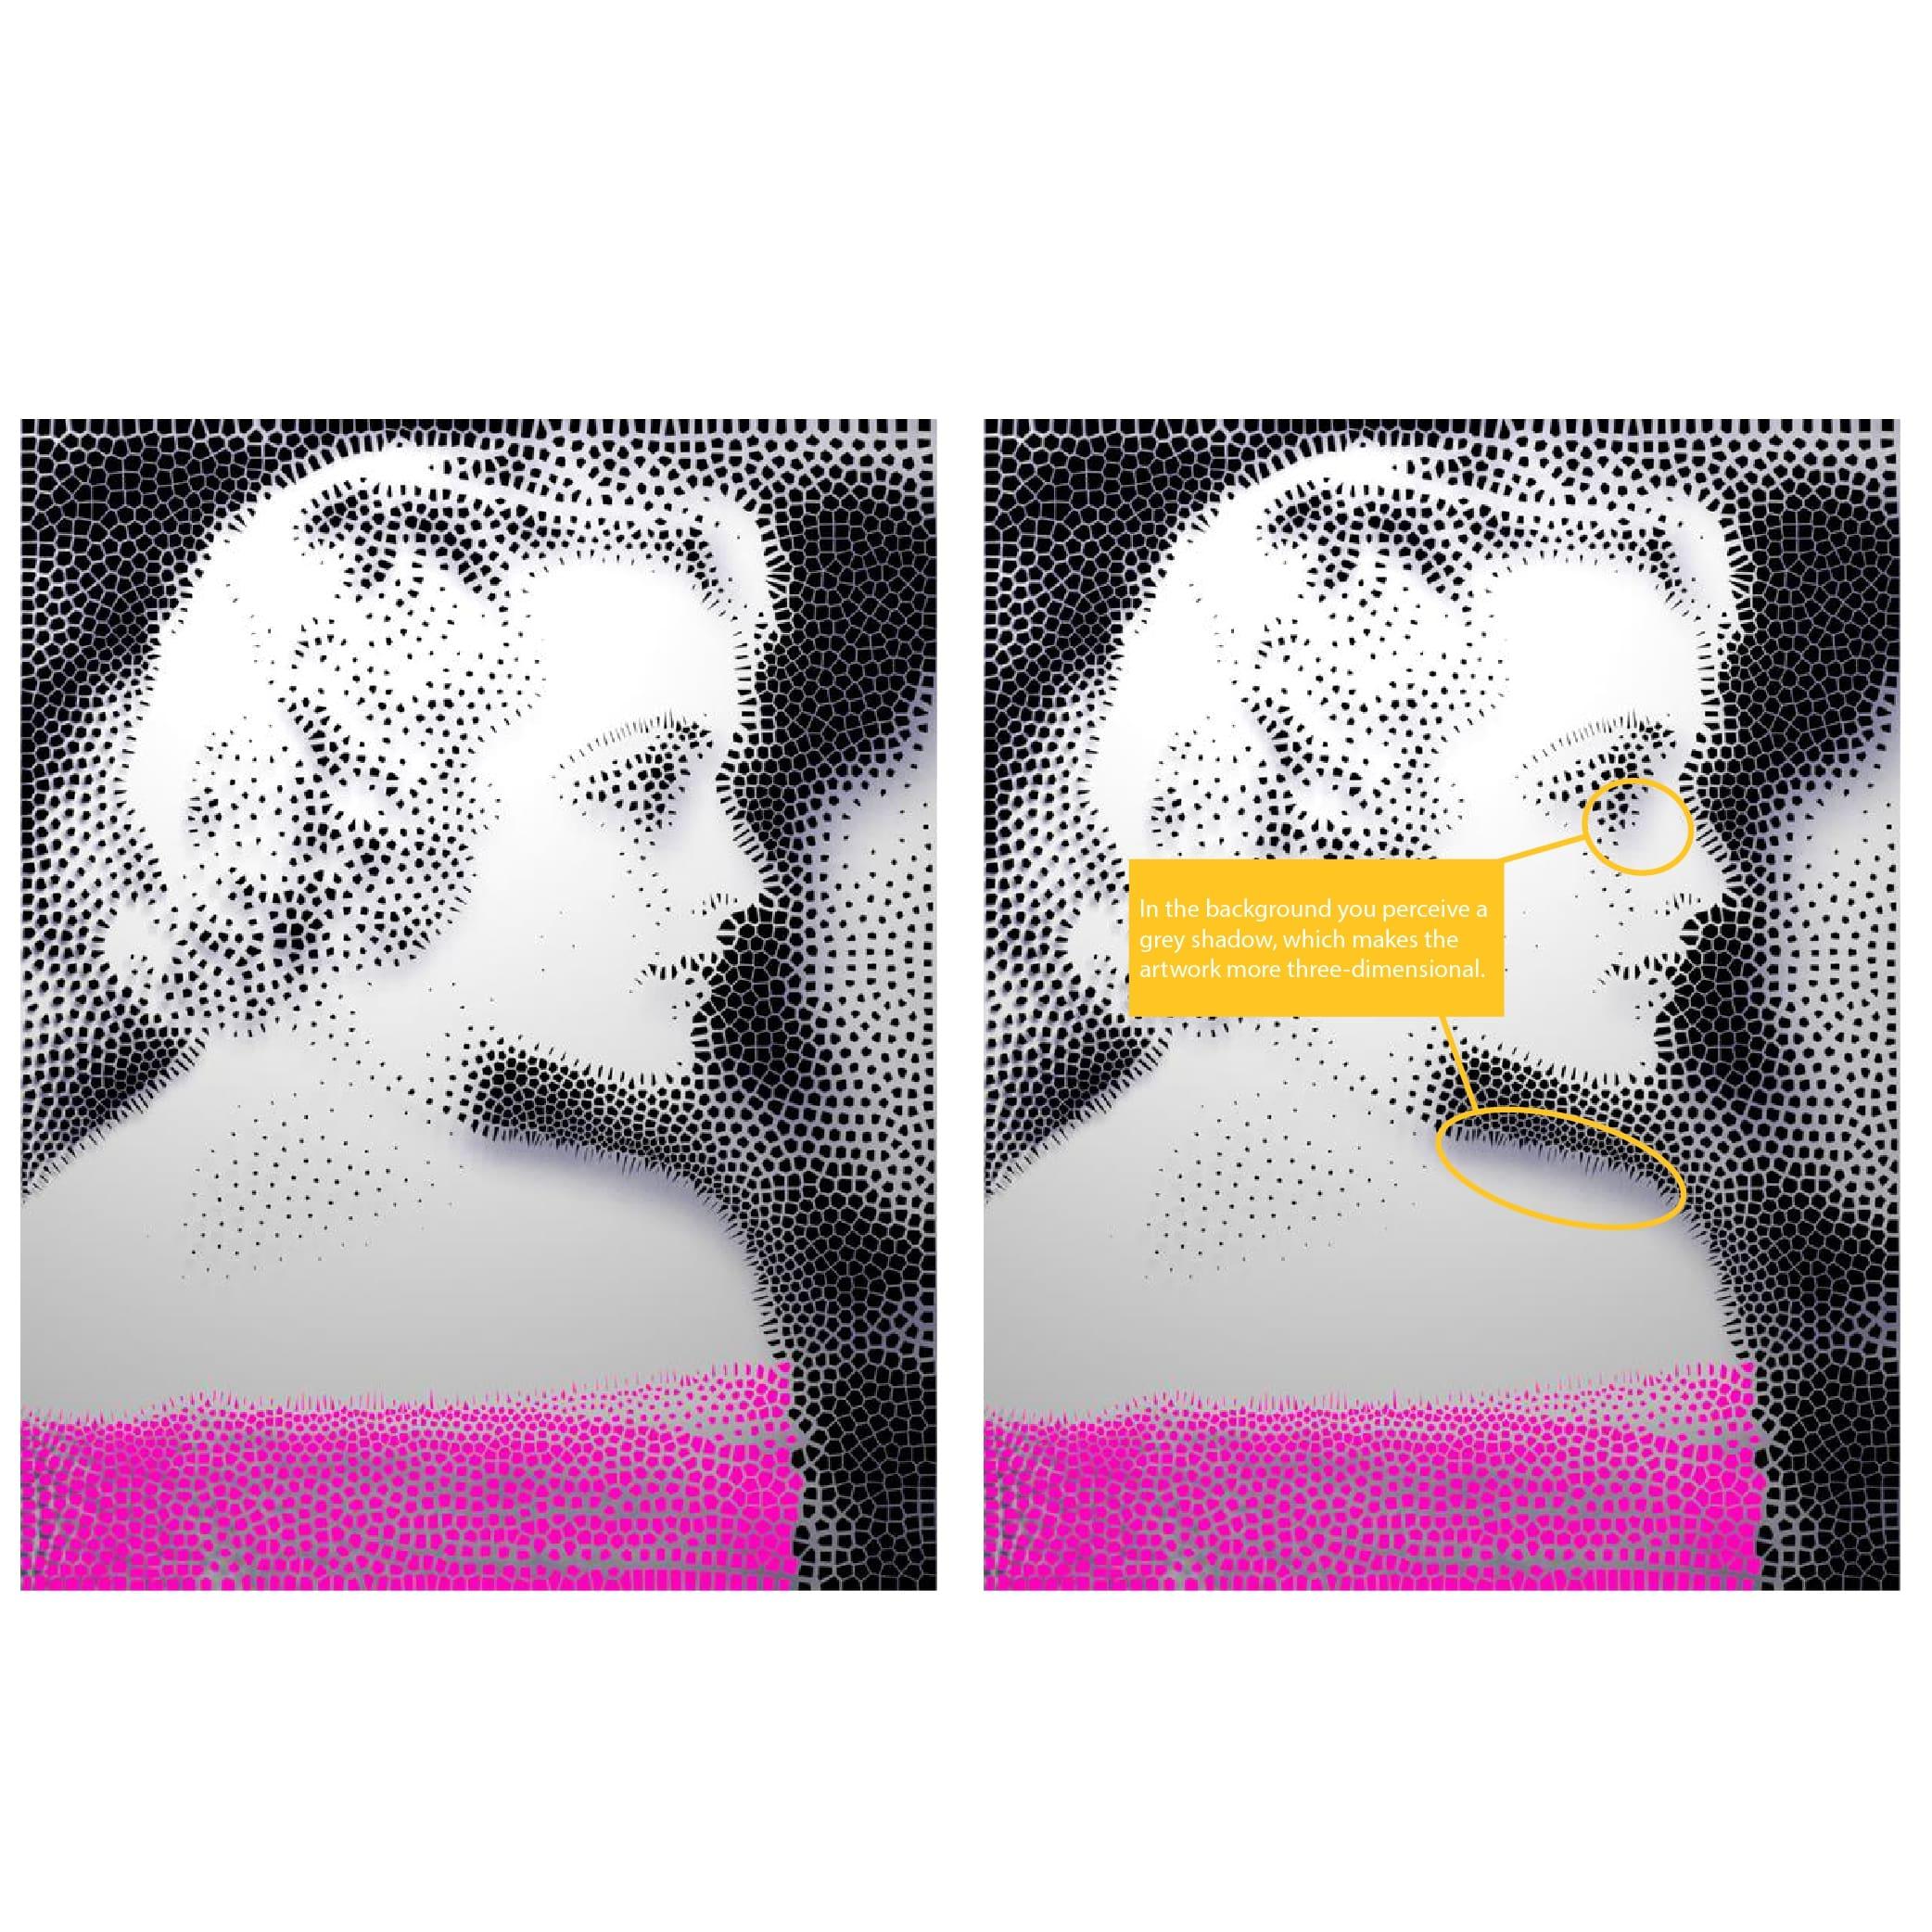 In the background you perceive a
grey shadow, which makes the
artwork more three-dimensional.